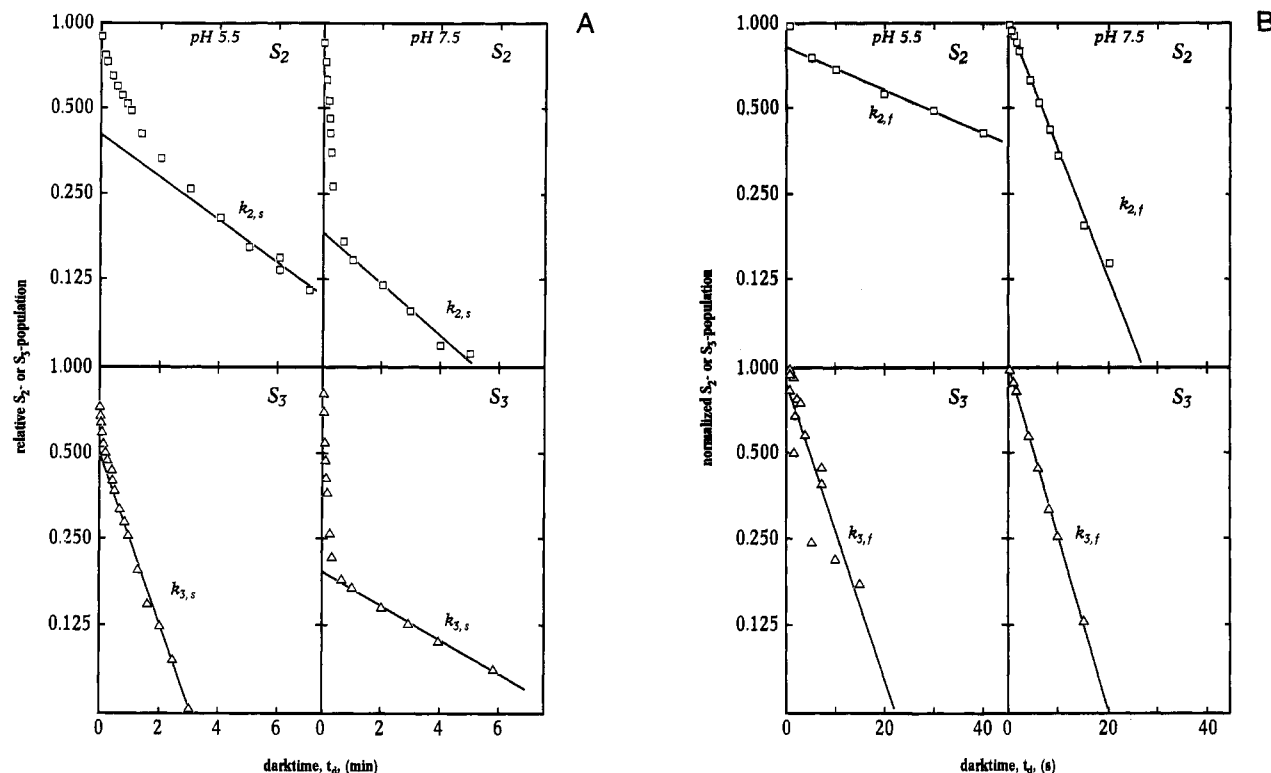 A
pH 5.5
S2
pH 7.5
S2
1.000
0.500
0.250
0.125
k2,s
k2,s
relative S2- or S3-population
1.000
0.500
0.250
0.125
S3
S3
k3,s
k3,s
0 2 4 6
0 2 4 6
darktime, td, (min)
B
pH 5.5
S2
pH 7.5
S2
1.000
0.500
0.250
0.125
k2,f
k2,f
normalized S2- or S3-population
1.000
0.500
0.250
0.125
S3
S3
k3,f
k3,f
0 20 40
0 20 40
darktime, td, (s)